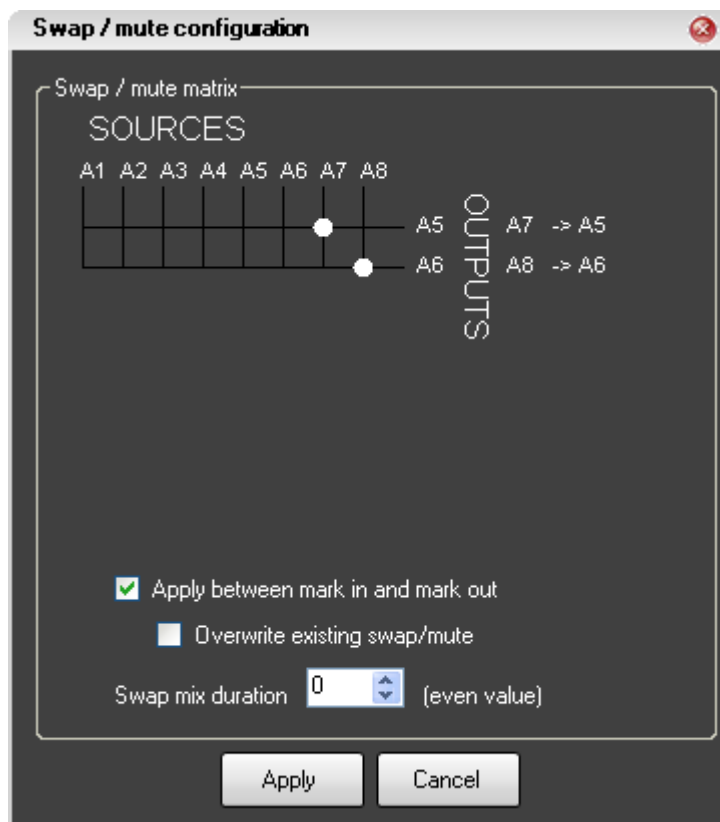 Swap / mute configuration
Swap / mute matrix
SOURCES
A1 A2 A3 A4 A5 A6 A7 A8
A5 A7 -> A5
A6 A8 -> A6
OUTPUTS
Apply between mark in and mark out
Overwrite existing swap/mute
Swap mix duration 0 (even value)
Apply Cancel